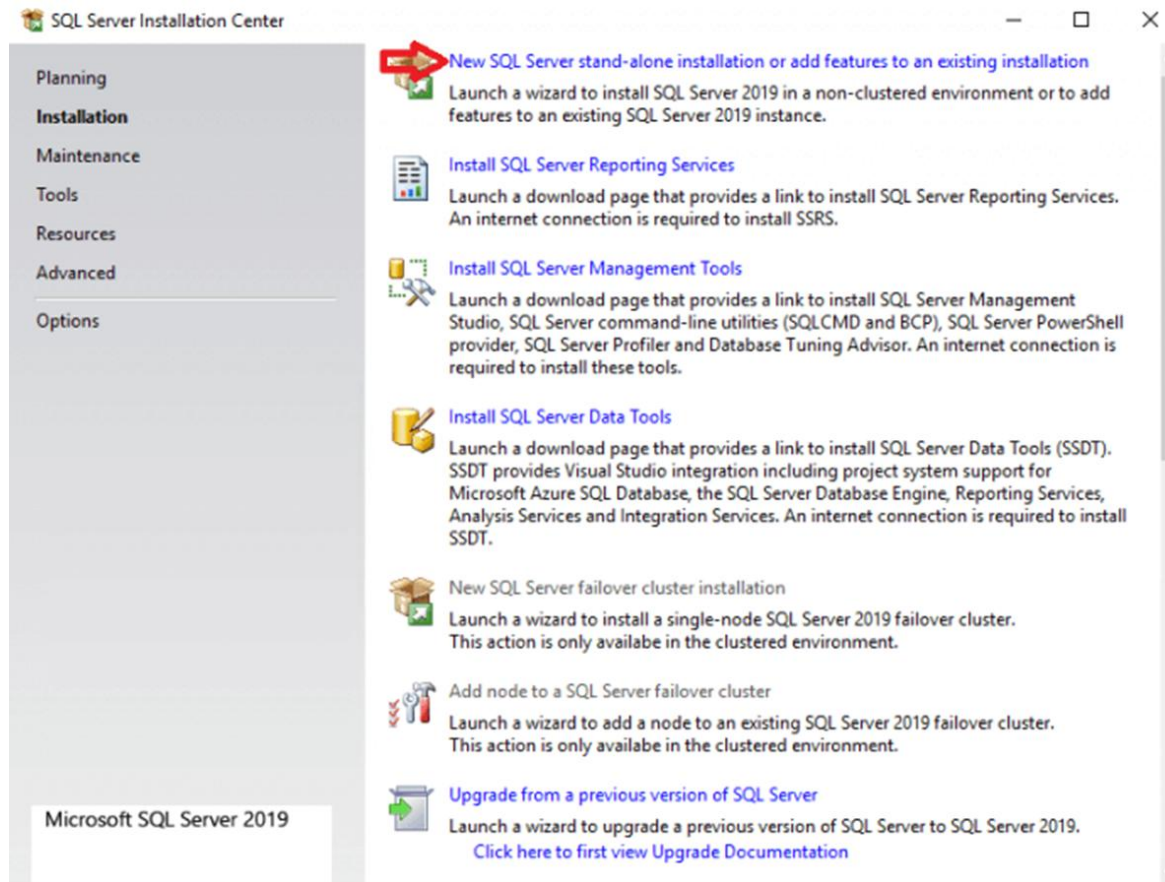 SQL Server Installation Center
Planning
Installation
Maintenance
Tools
Resources
Advanced
Options
Microsoft SQL Server 2019
New SQL Server stand-alone installation or add features to an existing installation
Launch a wizard to install SQL Server 2019 in a non-clustered environment or to add
features to an existing SQL Server 2019 instance.
Install SQL Server Reporting Services
Launch a download page that provides a link to install SQL Server Reporting Services.
An internet connection is required to install SSRS.
Install SQL Server Management Tools
Launch a download page that provides a link to install SQL Server Management
Studio, SQL Server command-line utilities (SQLCMD and BCP), SQL Server PowerShell
provider, SQL Server Profiler and Database Tuning Advisor. An internet connection is
required to install these tools.
Install SQL Server Data Tools
Launch a download page that provides a link to install SQL Server Data Tools (SSDT).
SSDT provides Visual Studio integration including project system support for
Microsoft Azure SQL Database, the SQL Server Database Engine, Reporting Services,
Analysis Services and Integration Services. An internet connection is required to install
SSDT.
New SQL Server failover cluster installation
Launch a wizard to install a single-node SQL Server 2019 failover cluster.
This action is only availabe in the clustered environment.
Add node to a SQL Server failover cluster
Launch a wizard to add a node to an existing SQL Server 2019 failover cluster.
This action is only availabe in the clustered environment.
Upgrade from a previous version of SQL Server
Launch a wizard to upgrade a previous version of SQL Server to SQL Server 2019.
Click here to first view Upgrade Documentation